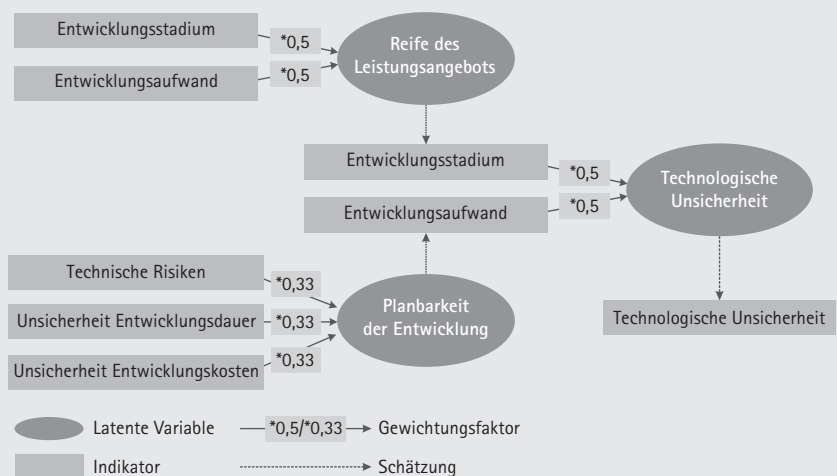 Entwicklungsstadium
*0,5
Entwicklungsaufwand
*0,5
Reife des
Leistungsangebots
Entwicklungsstadium
*0,5
Entwicklungsaufwand
*0,5
Technologische
Unsicherheit
Technische Risiken
*0,33
Unsicherheit Entwicklungsdauer
*0,33
Unsicherheit Entwicklungskosten
*0,33
Planbarkeit
der Entwicklung
Technologische Unsicherheit
Latente Variable
*0,5/*0,33
Gewichtungsfaktor
Indikator
Schätzung